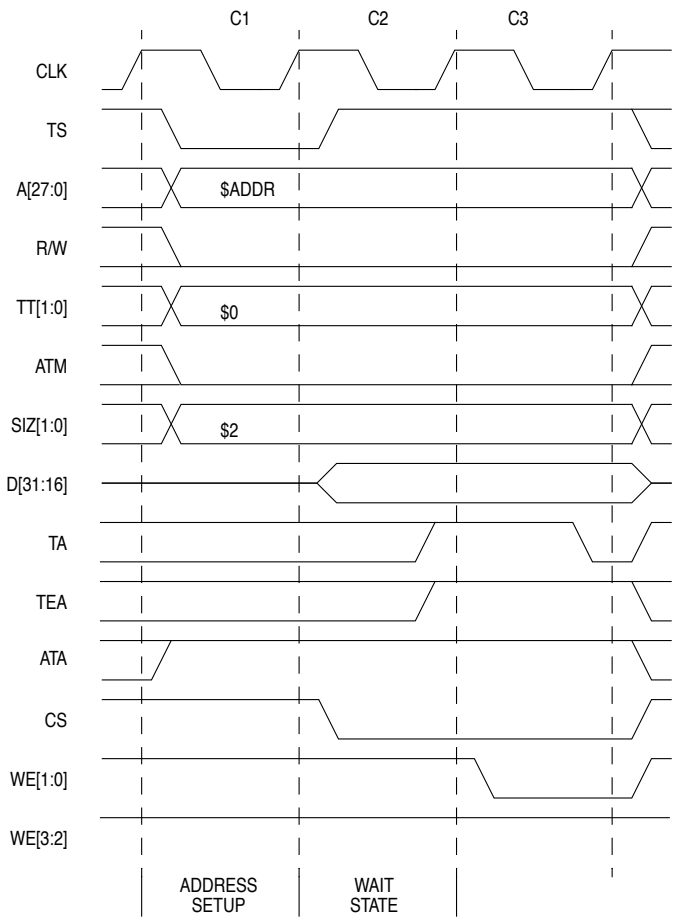 C1 C2 C3
CLK
TS
A[27:0] $ADDR
R/W
TT[1:0] $0
ATM
SIZ[1:0] $2
D[31:16]
TA
TEA
ATA
CS
WE[1:0]
WE[3:2]
ADDRESS WAIT
SETUP STATE